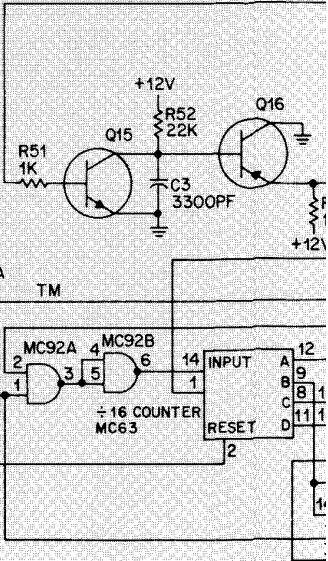 +12V
Q16
R52
22K
Q15
R51
1K
C3
3300PF
+12V
TM
MC92A
MC92B
4
6
14
INPUT
A
12
2
3
5
1
1
B
9
C
8
÷16 COUNTER
MC63
RESET
D
11
2